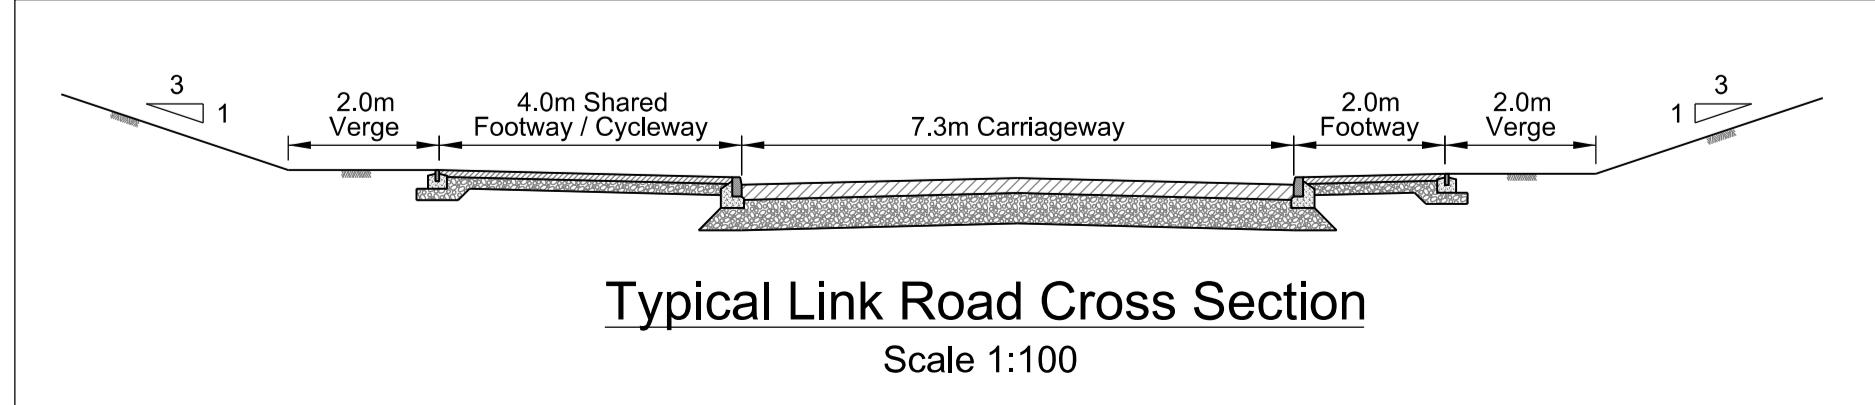 3
1
2.0m
Verge
4.0m Shared
Footway / Cycleway
7.3m Carriageway
2.0m
Footway
2.0m
Verge
3
1
Typical Link Road Cross Section
Scale 1:100